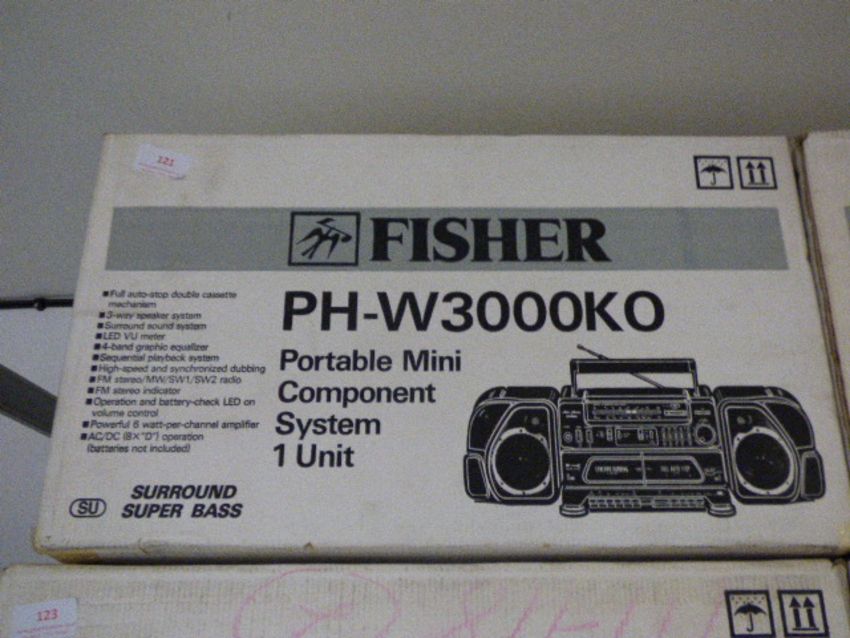 121
FISHER
PH-W3000KO
Portable Mini
Component
System
1 Unit
■Full auto-stop double cassette
mechanism
■3-way speaker system
■Surround sound system
■LED VU meter
■4-band graphic equalizer
■Sequential playback system
■High-speed and synchronized dubbing
■FM stereo/MW/SW1/SW2 radio
■FM stereo indicator
■Operation and battery-check LED on
volume control
■Powerful 6 watt-per-channel amplifier
■AC/DC (8×"D") operation
(batteries not included)
SU SURROUND
SUPER BASS
123